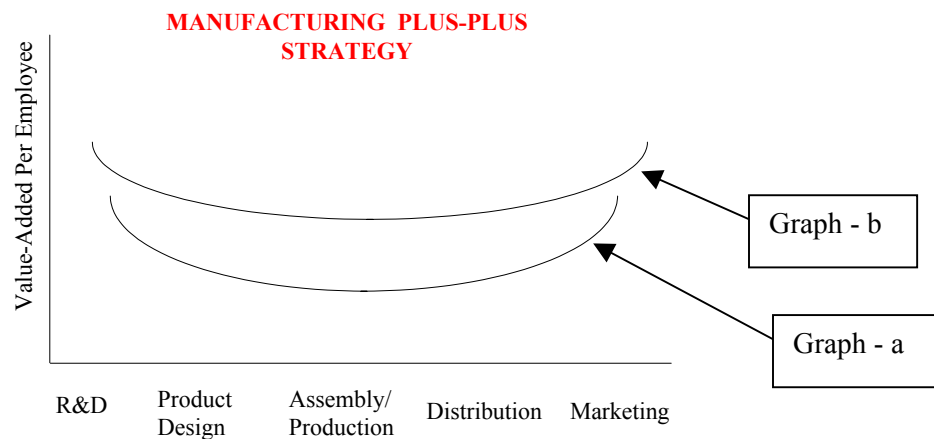 MANUFACTURING PLUS-PLUS
STRATEGY
Value-Added Per Employee
Graph - b
Graph - a
R&D
Product
Design
Assembly/
Production
Distribution
Marketing